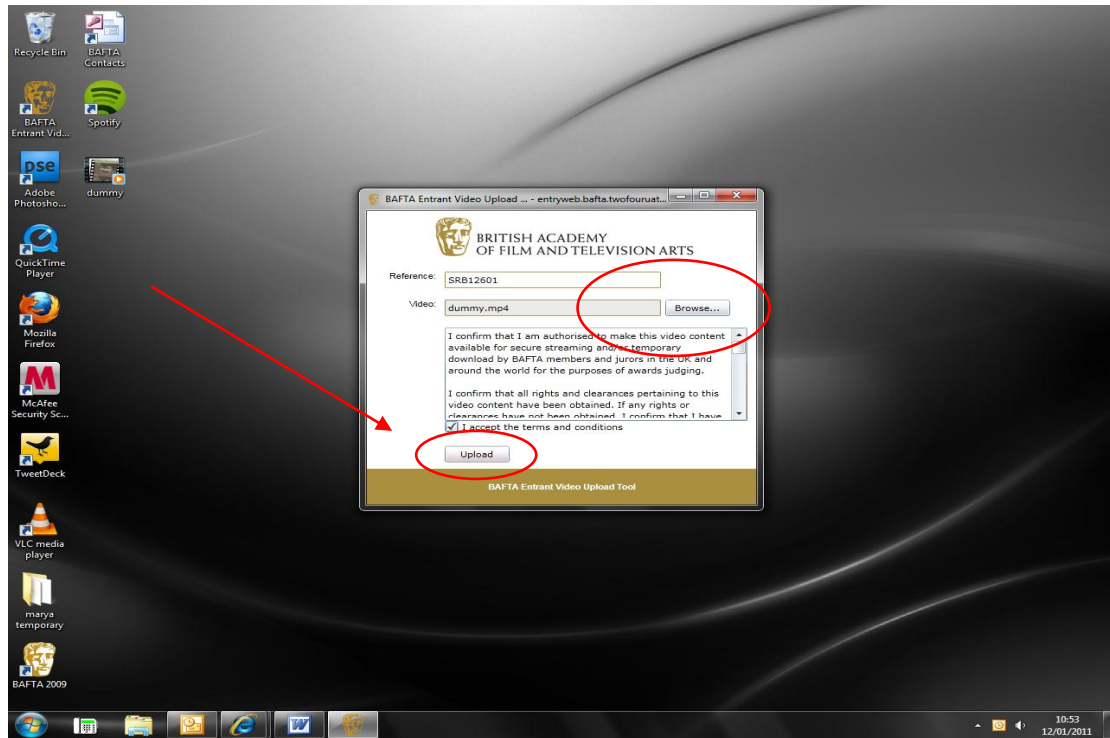 Recycle Bin
BAFTA
Contacts
BAFTA
Entrant Vid...
Spotify
pse
Adobe
Photosho...
dummy
QuickTime
Player
Mozilla
Firefox
McAfee
Security Sc...
TweetDeck
VLC media
player
marya
temporary
BAFTA 2009
BAFTA Entrant Video Upload ... - entryweb.bafta.twofouruat...
BRITISH ACADEMY
OF FILM AND TELEVISION ARTS
Reference:
SRB12601
Video:
dummy.mp4
Browse...
I confirm that I am authorised to make this video content
available for secure streaming and/or temporary
download by BAFTA members and jurors in the UK and
around the world for the purposes of awards judging.
I confirm that all rights and clearances pertaining to this
video content have been obtained. If any rights or
clearances have not been obtained, I confirm that I have
I accept the terms and conditions
Upload
BAFTA Entrant Video Upload Tool
10:53
12/01/2011